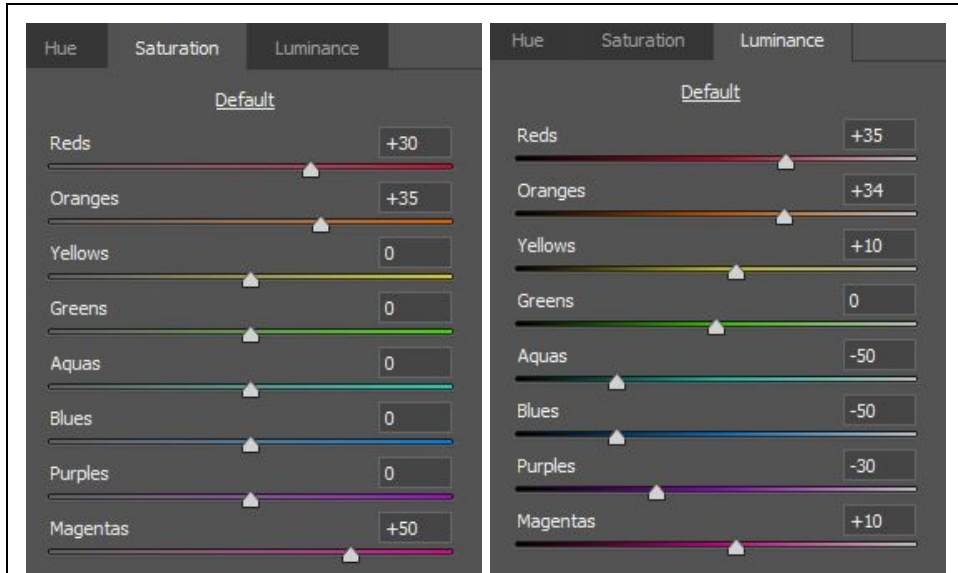 Hue Saturation Luminance
Default
Reds +30
Oranges +35
Yellows 0
Greens 0
Aquas 0
Blues 0
Purples 0
Magentas +50
Hue Saturation Luminance
Default
Reds +35
Oranges +34
Yellows +10
Greens 0
Aquas -50
Blues -50
Purples -30
Magentas +10